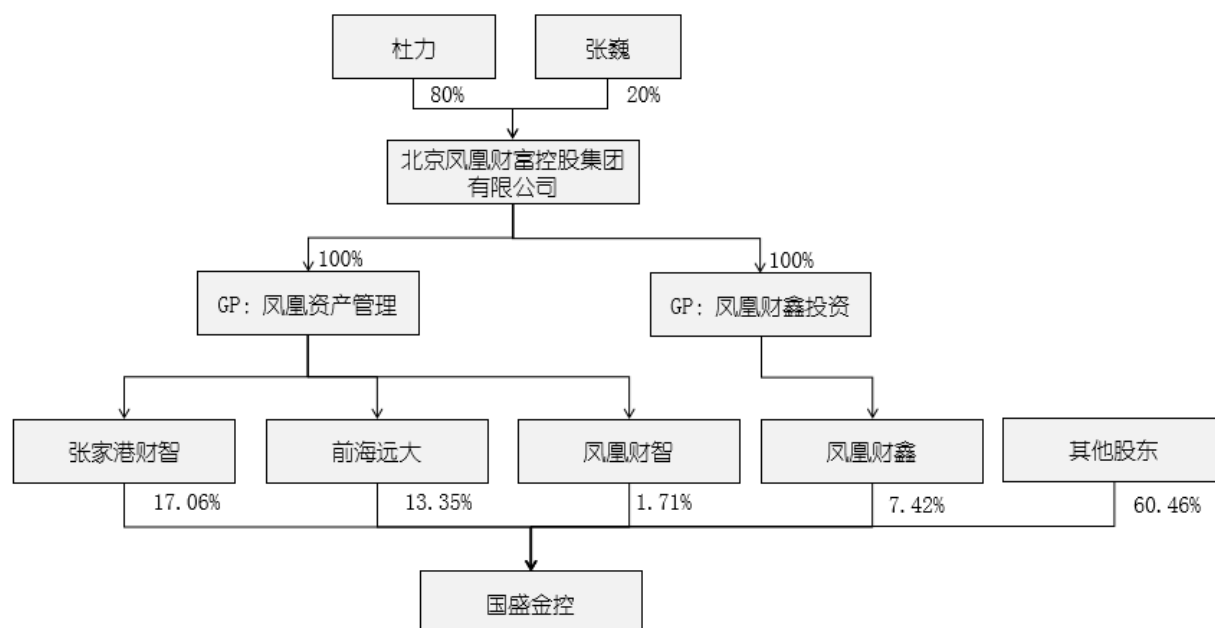 杜力
张巍
80%
20%
北京凤凰财富控股集团
有限公司
100%
100%
GP: 凤凰资产管理
GP: 凤凰财鑫投资
张家港财智
前海远大
凤凰财智
凤凰财鑫
其他股东
17.06%
13.35%
1.71%
7.42%
60.46%
国盛金控